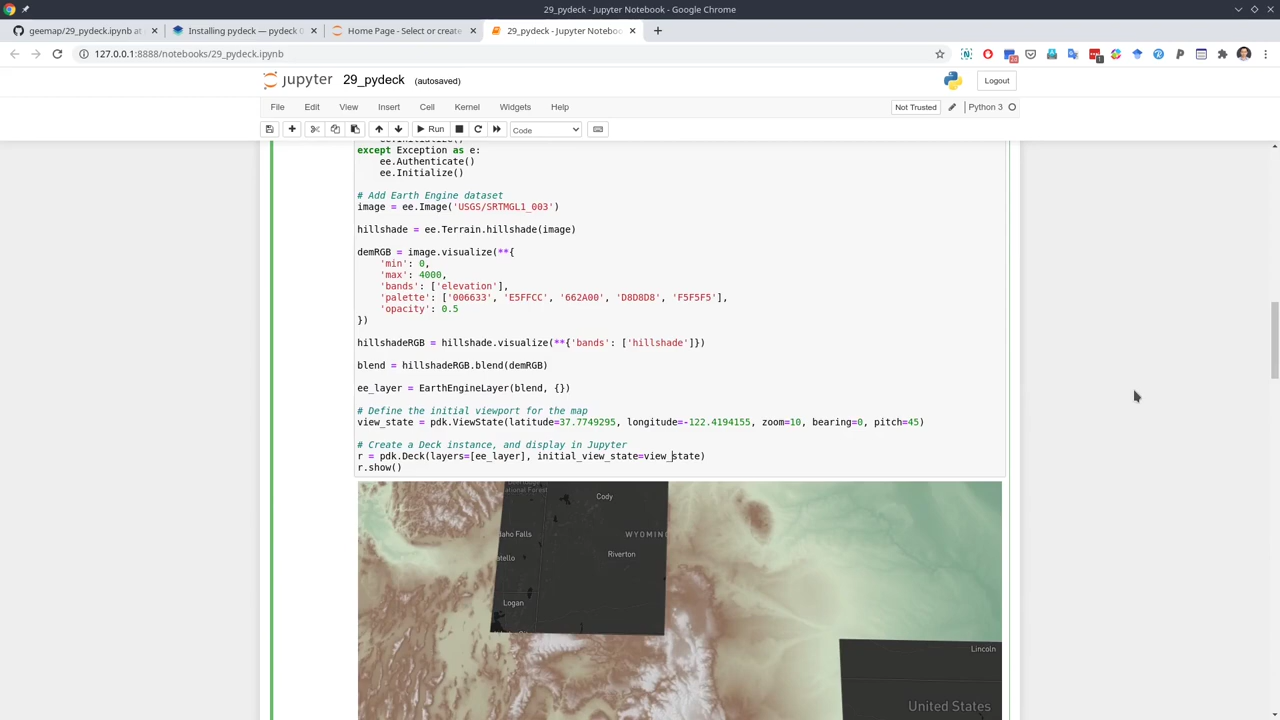 29_pydeck - Jupyter Notebook - Google Chrome
geemap/29_pydeck.ipynb at
Installing pydeck — pydeck 0
Home Page - Select or create
29_pydeck - Jupyter Noteboo
127.0.0.1:8888/notebooks/29_pydeck.ipynb
jupyter 29_pydeck (autosaved)
Logout
File Edit View Insert Cell Kernel Widgets Help
Not Trusted
Python 3
Run
Code
except Exception as e:
ee.Authenticate()
ee.Initialize()
# Add Earth Engine dataset
image = ee.Image('USGS/SRTMGL1_003')
hillshade = ee.Terrain.hillshade(image)
demRGB = image.visualize(**{
'min': 0,
'max': 4000,
'bands': ['elevation'],
'palette': ['006633', 'E5FFCC', '662A00', 'D8D8D8', 'F5F5F5'],
'opacity': 0.5
})
hillshadeRGB = hillshade.visualize(**{'bands': ['hillshade']})
blend = hillshadeRGB.blend(demRGB)
ee_layer = EarthEngineLayer(blend, {})
# Define the initial viewport for the map
view_state = pdk.ViewState(latitude=37.7749295, longitude=-122.4194155, zoom=10, bearing=0, pitch=45)
# Create a Deck instance, and display in Jupyter
r = pdk.Deck(layers=[ee_layer], initial_view_state=view_state)
r.show()
ational Forest
Cody
daho Falls
WYOMIN
Riverton
atello
Logan
Lincoln
United States